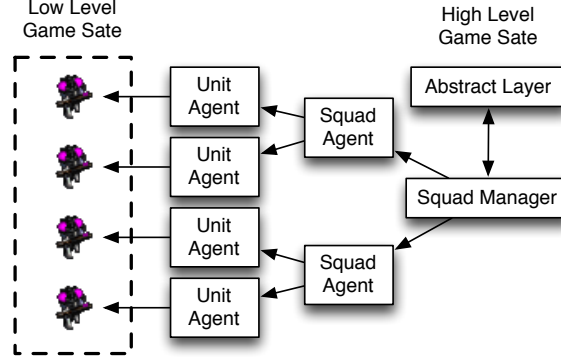 Low Level
Game Sate
High Level
Game Sate
Unit
Agent
Unit
Agent
Unit
Agent
Unit
Agent
Squad
Agent
Squad
Agent
Abstract Layer
Squad Manager